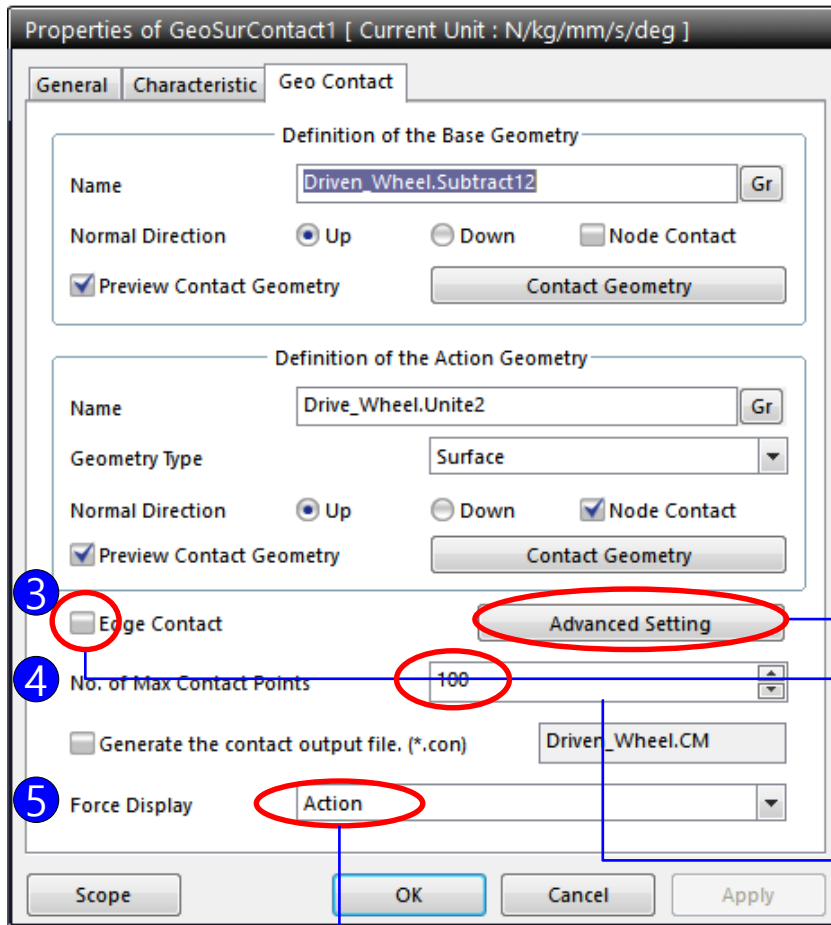 Properties of GeoSurContact1 [ Current Unit : N/kg/mm/s/deg ]
General Characteristic Geo Contact
Definition of the Base Geometry
Name Driven_Wheel.Subtract12 Gr
Normal Direction Up Down Node Contact
Preview Contact Geometry Contact Geometry
Definition of the Action Geometry
Name Drive_Wheel.Unite2 Gr
Geometry Type Surface
Normal Direction Up Down Node Contact
Preview Contact Geometry Contact Geometry
3 Edge Contact Advanced Setting
4 No. of Max Contact Points 100
Generate the contact output file. (*.con) Driven_Wheel.CM
5 Force Display Action
Scope OK Cancel Apply